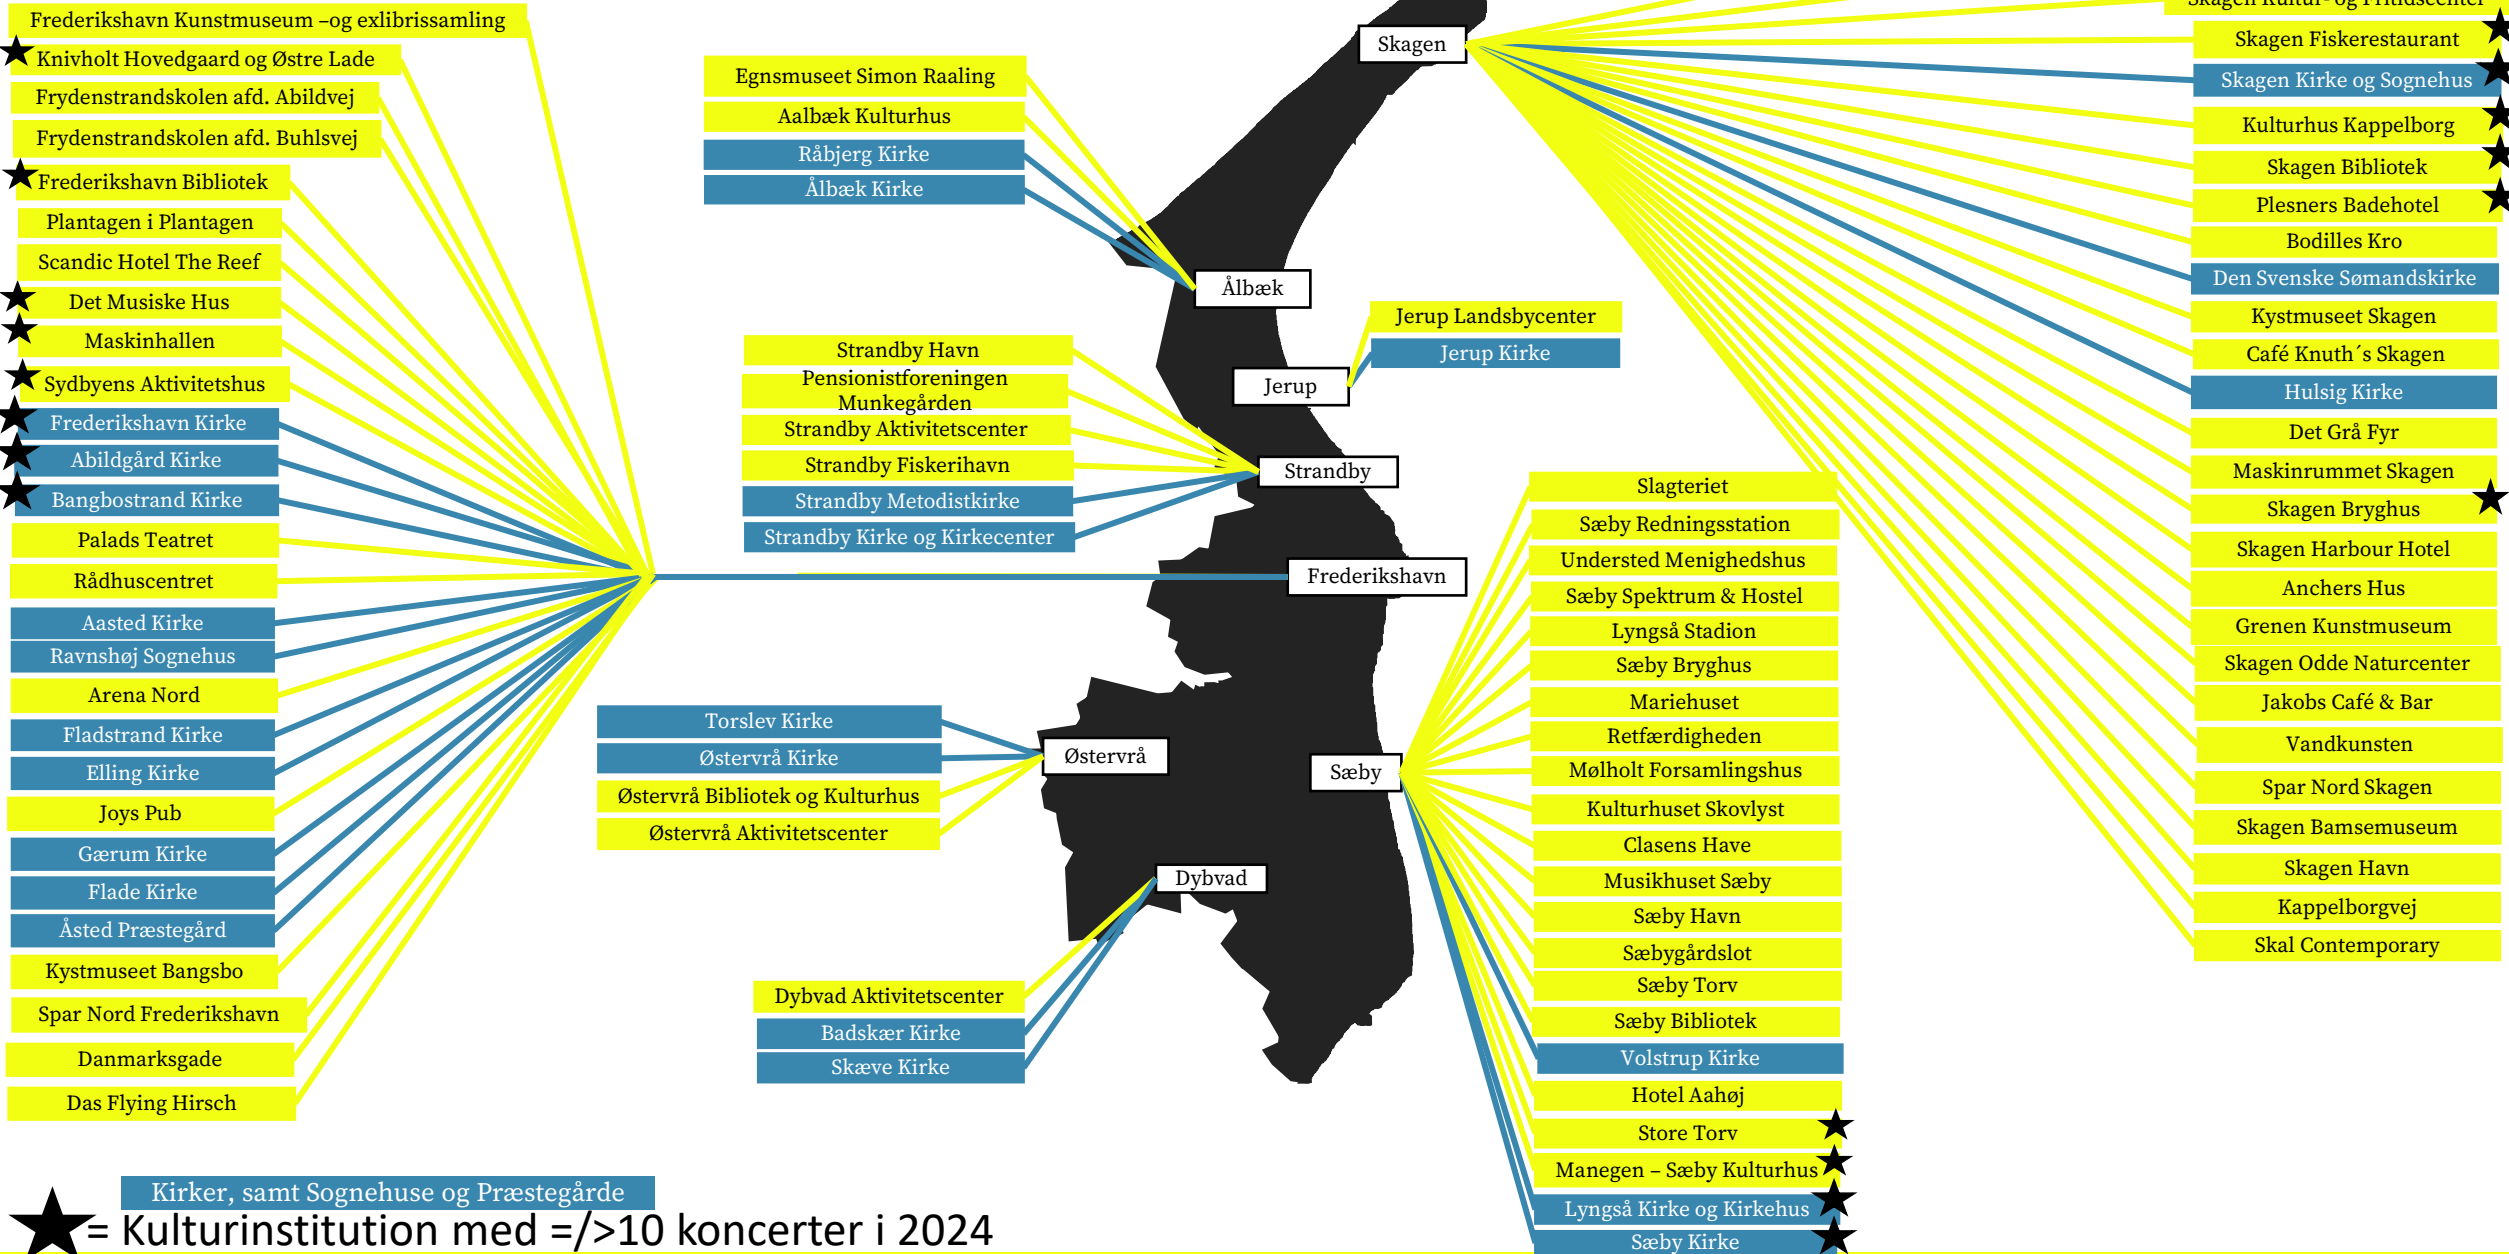 Frederikshavn Kunstmuseum –og exlibrissamling
Knivholt Hovedgaard og Østre Lade
Frydenstrandskolen afd. Abildvej
Frydenstrandskolen afd. Buhlsvej
Frederikshavn Bibliotek
Plantagen i Plantagen
Scandic Hotel The Reef
Det Musiske Hus
Maskinhallen
Sydbyens Aktivitetshus
Frederikshavn Kirke
Abildgård Kirke
Bangbostrand Kirke
Palads Teatret
Rådhuscentret
Aasted Kirke
Ravnshøj Sognehus
Arena Nord
Fladstrand Kirke
Elling Kirke
Joys Pub
Gærum Kirke
Flade Kirke
Åsted Præstegård
Kystmuseet Bangsbo
Spar Nord Frederikshavn
Danmarksgade
Das Flying Hirsch
Egnsmuseet Simon Raaling
Aalbæk Kulturhus
Råbjerg Kirke
Ålbæk Kirke
Strandby Havn
Pensionistforeningen
Munkegården
Strandby Aktivitetscenter
Strandby Fiskerihavn
Strandby Metodistkirke
Strandby Kirke og Kirkecenter
Torslev Kirke
Østervrå Kirke
Østervrå Bibliotek og Kulturhus
Østervrå Aktivitetscenter
Dybvad Aktivitetscenter
Badskær Kirke
Skæve Kirke
Skagen
Ålbæk
Jerup
Strandby
Frederikshavn
Østervrå
Sæby
Dybvad
Jerup Landsbycenter
Jerup Kirke
Slagteriet
Sæby Redningsstation
Understed Menighedshus
Sæby Spektrum & Hostel
Lyngså Stadion
Sæby Bryghus
Mariehuset
Retfærdigheden
Mølholt Forsamlingshus
Kulturhuset Skovlyst
Clasens Have
Musikhuset Sæby
Sæby Havn
Sæbygårdslot
Sæby Torv
Sæby Bibliotek
Volstrup Kirke
Hotel Aahøj
Store Torv
Manegen – Sæby Kulturhus
Lyngså Kirke og Kirkehus
Sæby Kirke
Skagen Kultur- og Fritidscenter
Skagen Fiskerestaurant
Skagen Kirke og Sognehus
Kulturhus Kappelborg
Skagen Bibliotek
Plesners Badehotel
Bodilles Kro
Den Svenske Sømandskirke
Kystmuseet Skagen
Café Knuth´s Skagen
Hulsig Kirke
Det Grå Fyr
Maskinrummet Skagen
Skagen Bryghus
Skagen Harbour Hotel
Anchers Hus
Grenen Kunstmuseum
Skagen Odde Naturcenter
Jakobs Café & Bar
Vandkunsten
Spar Nord Skagen
Skagen Bamsemuseum
Skagen Havn
Kappelborgvej
Skal Contemporary
Kirker, samt Sognehuse og Præstegårde
= Kulturinstitution med =/>10 koncerter i 2024